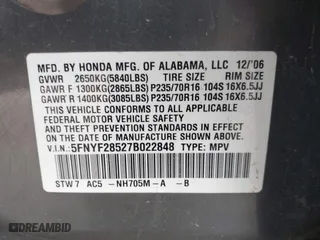 MFD. BY HONDA MFG. OF ALABAMA, LLC 12/'06
GVWR 2650KG(5840LBS) TIRE SIZE RIM SIZE
GAWR F 1300KG(2865LBS) P235/70R16 104S 16X6.5JJ
GAWR R 1400KG(3085LBS) P235/70R16 104S 16X6.5JJ
THIS VEHICLE CONFORMS TO ALL APPLICABLE
FEDERAL MOTOR VEHICLE SAFETY AND
THEFT PREVENTION STANDARDS IN EFFECT ON
THE DATE OF MANUFACTURE SHOWN ABOVE.
V.I.N.: 5FNYF28527B022848 TYPE: MPV
STW7 AC5- -NH705M- A -B